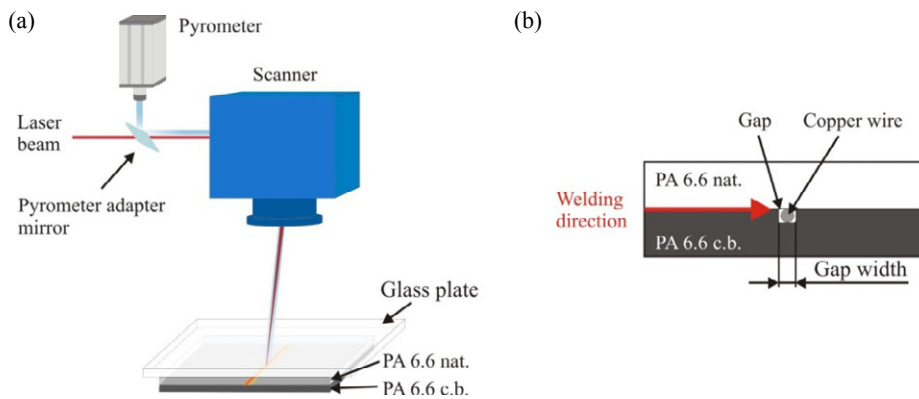 (a)
Pyrometer
Scanner
Laser
beam
Pyrometer adapter
mirror
Glass plate
PA 6.6 nat.
PA 6.6 c.b.
(b)
Gap
Copper wire
PA 6.6 nat.
Welding
direction
PA 6.6 c.b.
Gap width